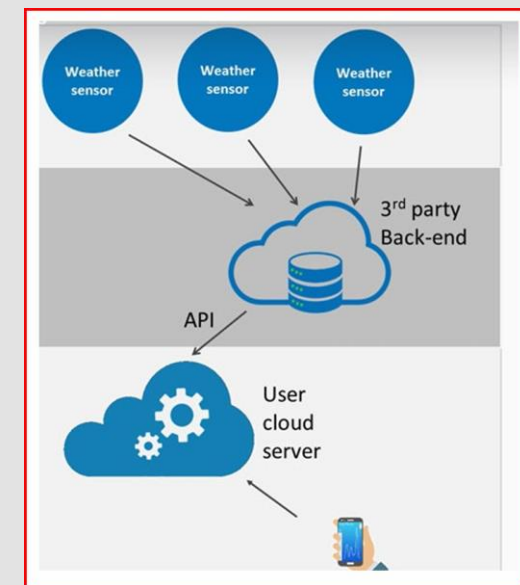 Weather
sensor
Weather
sensor
Weather
sensor
3rd party
Back-end
API
User
cloud
server